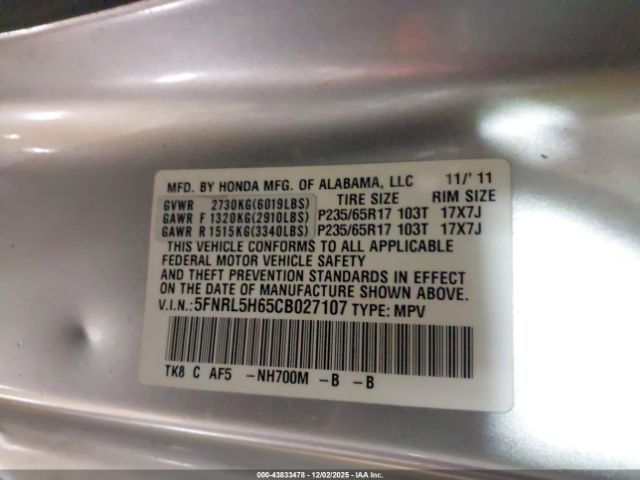 MFD. BY HONDA MFG. OF ALABAMA, LLC 11/'11
GVWR 2730KG(6019LBS) TIRE SIZE RIM SIZE
GAWR F 1320KG(2910LBS) P235/65R17 103T 17X7J
GAWR R 1515KG(3340LBS) P235/65R17 103T 17X7J
THIS VEHICLE CONFORMS TO ALL APPLICABLE
FEDERAL MOTOR VEHICLE SAFETY
AND THEFT PREVENTION STANDARDS IN EFFECT
ON THE DATE OF MANUFACTURE SHOWN ABOVE.
V.I.N.: 5FNRL5H65CB027107 TYPE: MPV
TK8 C AF5 -NH700M -B -B
000-43833478 - 12/02/2025 - IAA Inc.